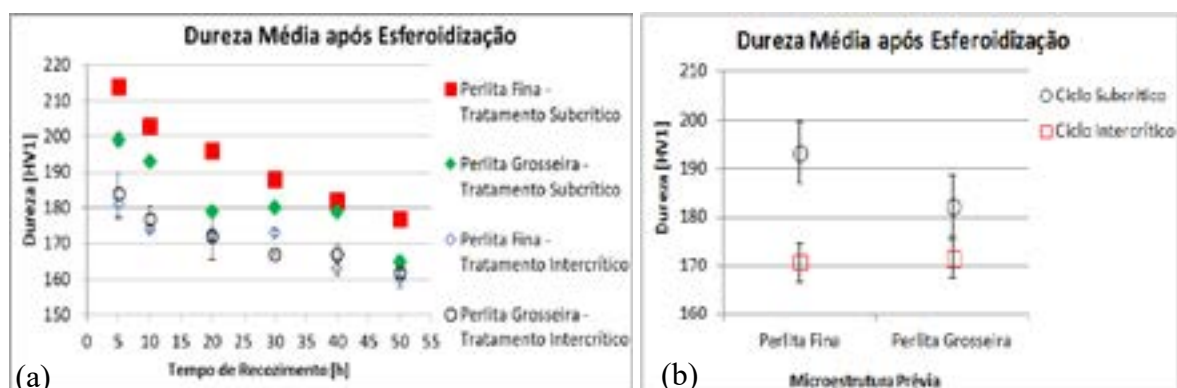 Dureza Média após Esferoidização
Dureza [HV1]
220
210
200
190
180
170
160
150
0 5 10 15 20 25 30 35 40 45 50 55
Tempo de Recozimento [h]
Perlita Fina -
Tratamento Subcrítico
Perlita Grosseira -
Tratamento Subcrítico
Perlita Fina -
Tratamento Intercrítico
Perlita Grosseira -
Tratamento Intercrítico
(a)
Dureza Média após Esferoidização
Dureza [HV1]
210
200
190
180
170
160
Perlita Fina Perlita Grosseira
Microestrutura Prévia
Ciclo Subcrítico
Ciclo Intercrítico
(b)